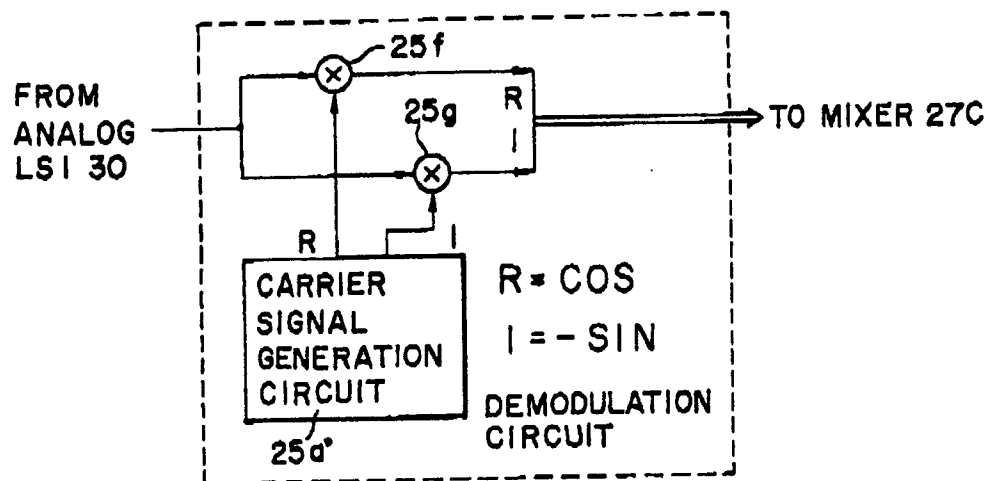 25f
FROM
ANALOG
LSI 30
R
25g
I
TO MIXER 27C
R
I
CARRIER
SIGNAL
GENERATION
CIRCUIT
R = COS
I = - SIN
DEMODULATION
CIRCUIT
25a'